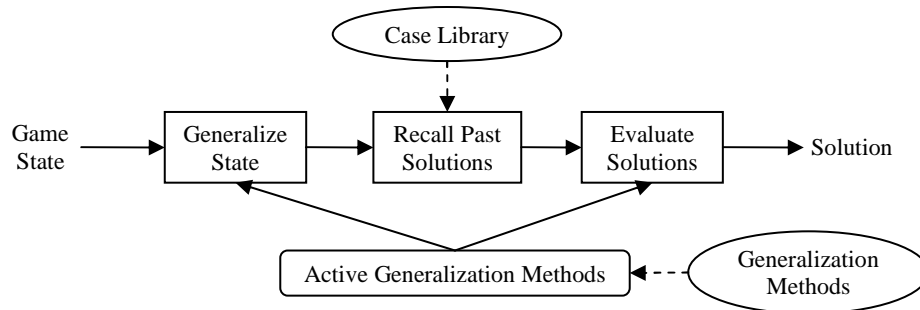 Case Library
Game
State
Generalize
State
Recall Past
Solutions
Evaluate
Solutions
Solution
Active Generalization Methods
Generalization
Methods